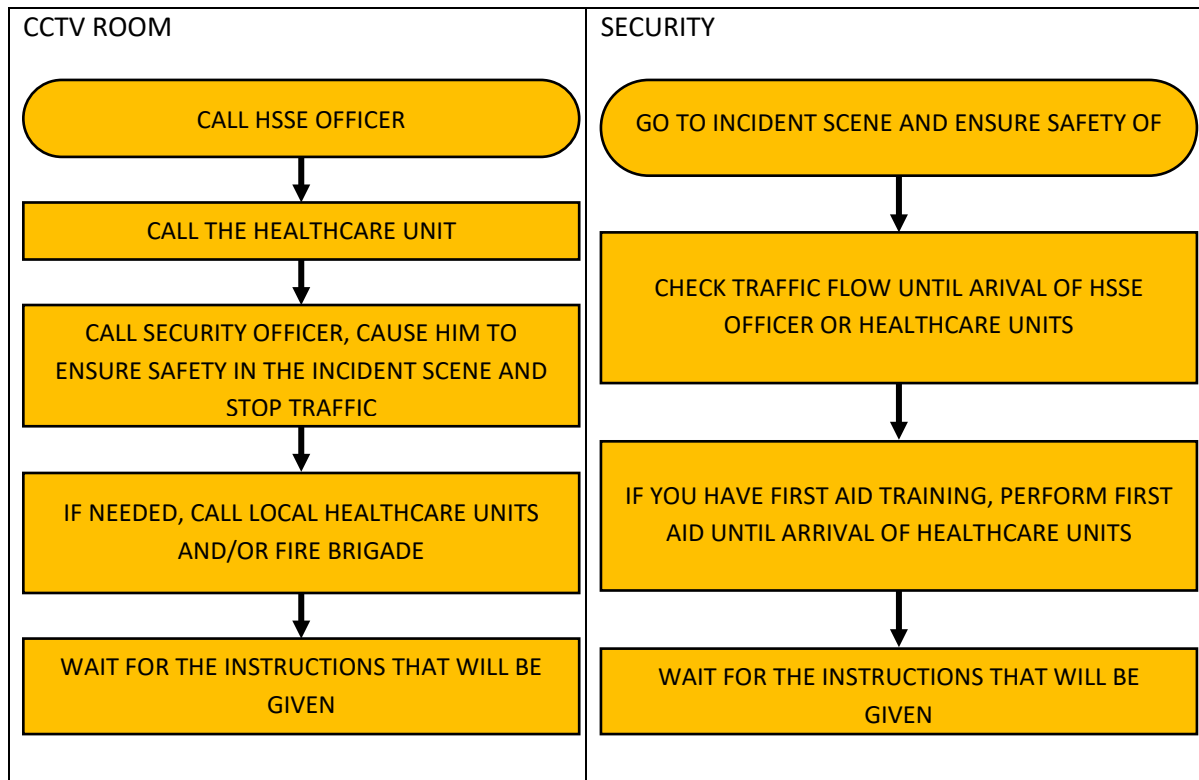 CCTV ROOM
CALL HSSE OFFICER
CALL THE HEALTHCARE UNIT
CALL SECURITY OFFICER, CAUSE HIM TO
ENSURE SAFETY IN THE INCIDENT SCENE AND
STOP TRAFFIC
IF NEEDED, CALL LOCAL HEALTHCARE UNITS
AND/OR FIRE BRIGADE
WAIT FOR THE INSTRUCTIONS THAT WILL BE
GIVEN
SECURITY
GO TO INCIDENT SCENE AND ENSURE SAFETY OF
CHECK TRAFFIC FLOW UNTIL ARIVAL OF HSSE
OFFICER OR HEALTHCARE UNITS
IF YOU HAVE FIRST AID TRAINING, PERFORM FIRST
AID UNTIL ARRIVAL OF HEALTHCARE UNITS
WAIT FOR THE INSTRUCTIONS THAT WILL BE
GIVEN